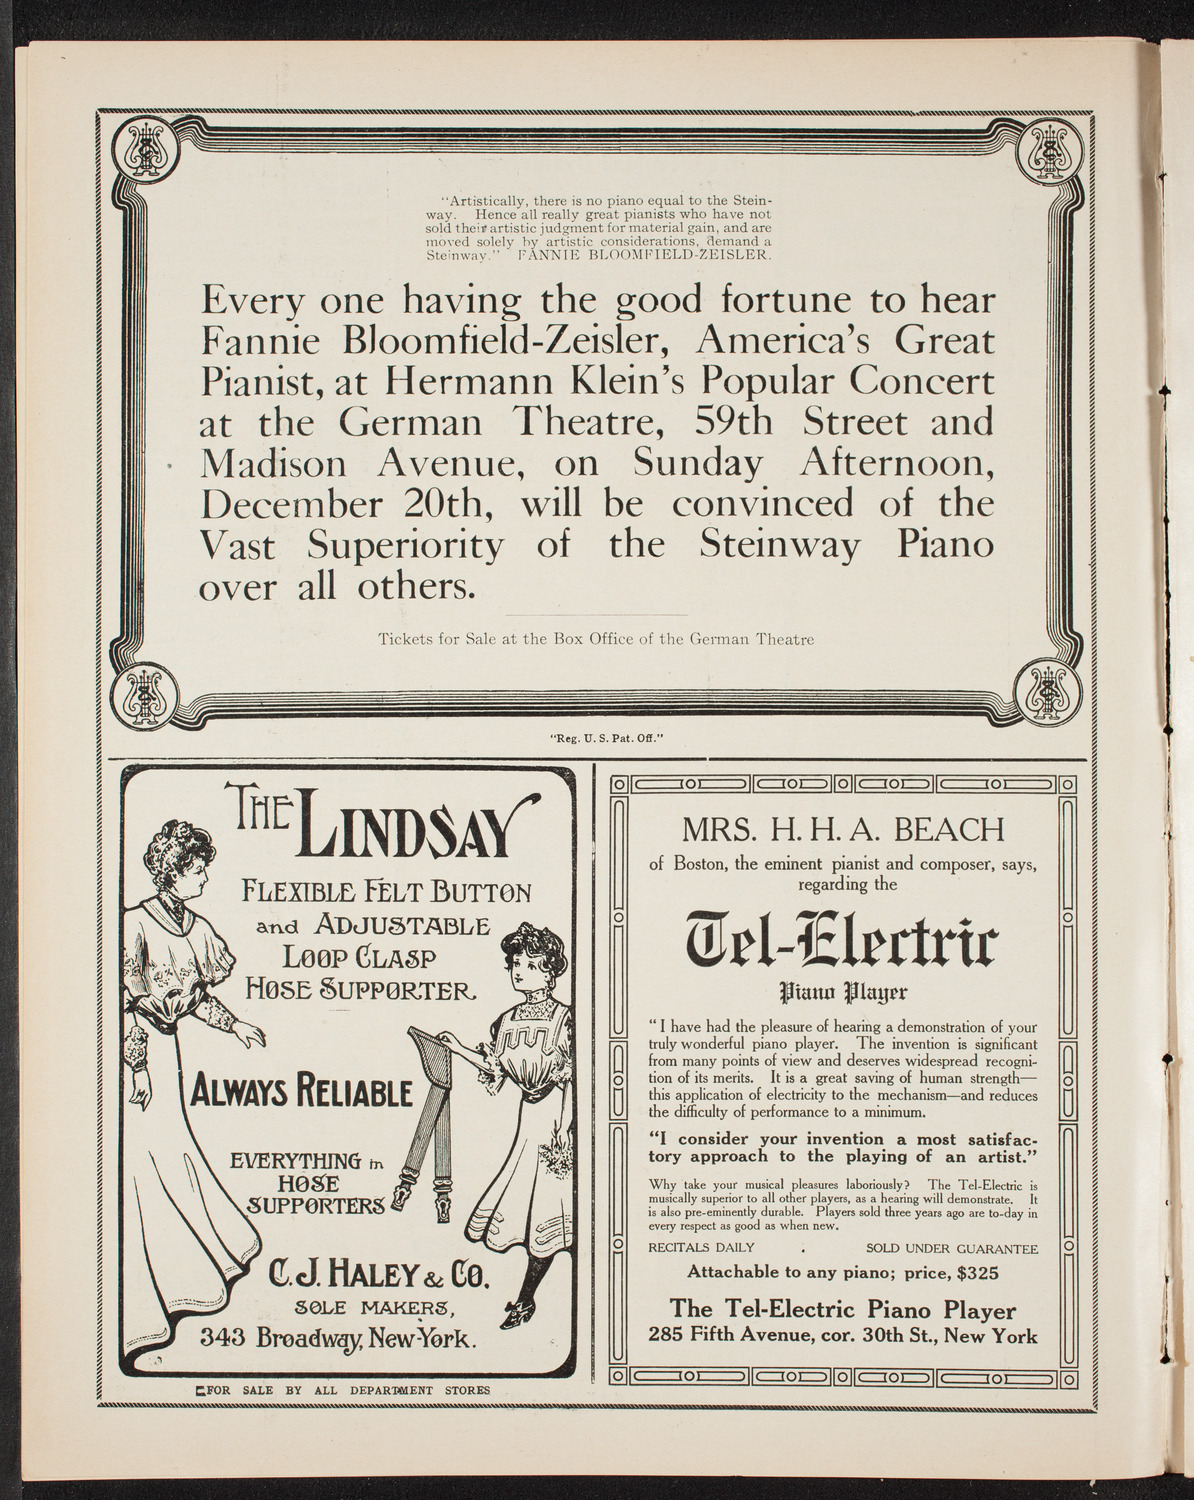 "Artistically, there is no piano equal to the Stein-
way. Hence all really great pianists who have not
sold their artistic judgment for material gain, and are
moved solely by artistic considerations, demand a
Steinway." FANNIE BLOOMFIELD-ZEISLER.
Every one having the good fortune to hear
Fannie Bloomfield-Zeisler, America's Great
Pianist, at Hermann Klein's Popular Concert
at the German Theatre, 59th Street and
Madison Avenue, on Sunday Afternoon,
December 20th, will be convinced of the
Vast Superiority of the Steinway Piano
over all others.
Tickets for Sale at the Box Office of the German Theatre
"Reg. U. S. Pat. Off."
THE LINDSAY
FLEXIBLE FELT BUTTON
and ADJUSTABLE
LOOP CLASP
HOSE SUPPORTER.
ALWAYS RELIABLE
EVERYTHING in
HOSE
SUPPORTERS
C.J. HALEY & CO.
SOLE MAKERS,
343 Broadway, New-York.
FOR SALE BY ALL DEPARTMENT STORES
MRS. H. H. A. BEACH
of Boston, the eminent pianist and composer, says,
regarding the
Tel-Electric
Piano Player
"I have had the pleasure of hearing a demonstration of your
truly wonderful piano player. The invention is significant
from many points of view and deserves widespread recogni-
tion of its merits. It is a great saving of human strength—
this application of electricity to the mechanism—and reduces
the difficulty of performance to a minimum.
"I consider your invention a most satisfac-
tory approach to the playing of an artist."
Why take your musical pleasures laboriously? The Tel-Electric is
musically superior to all other players, as a hearing will demonstrate. It
is also pre-eminently durable. Players sold three years ago are to-day in
every respect as good as when new.
RECITALS DAILY . SOLD UNDER GUARANTEE
Attachable to any piano; price, $325
The Tel-Electric Piano Player
285 Fifth Avenue, cor. 30th St., New York